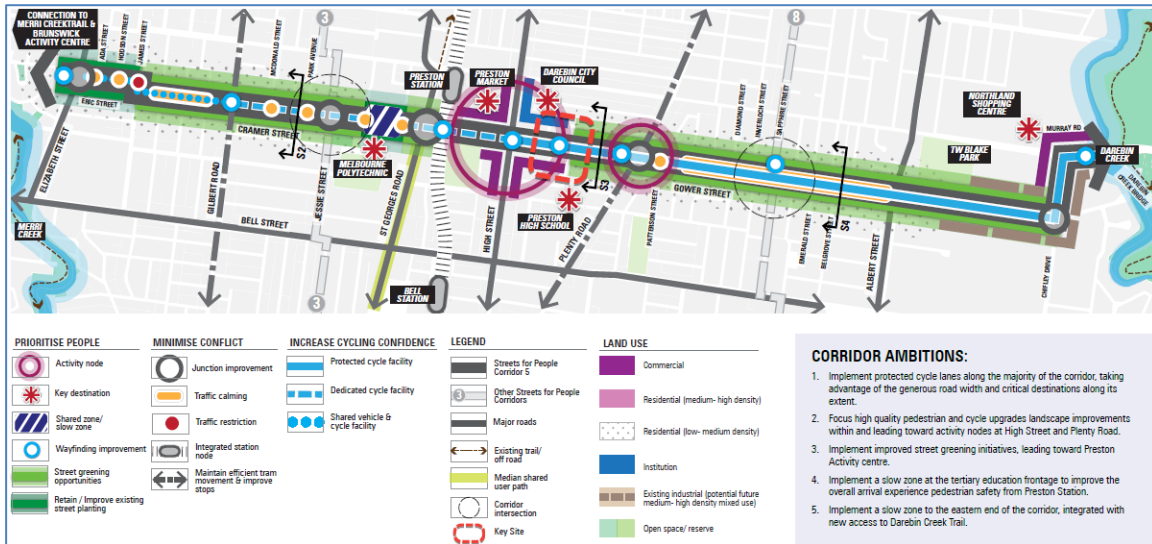 CONNECTION TO
MERRI CREEKTRAIL &
BRUNSWICK
ACTIVITY CENTRE
ADA STREET
HODSON STREET
JAMES STREET
ERIC STREET
ELIZABETH STREET
MERRI
CREEK
GILBERT ROAD
CRAMER STREET
MCDONALD STREET
PARK AVENUE
3
S2
JESSIE STREET
BELL STREET
3
PRESTON
STATION
MELBOURNE
POLYTECHNIC
ST GEORGES ROAD
BELL
STATION
PRESTON
MARKET
DAREBIN CITY
COUNCIL
HIGH STREET
PRESTON
HIGH SCHOOL
S3
PLENTY ROAD
PATTERSON STREET
GOWER STREET
DIAMOND STREET
SAPPHIRE STREET
8
EMERALD STREET
BELGROVE STREET
S4
ALBERT STREET
TW BLAKE
PARK
NORTHLAND
SHOPPING
CENTRE
MURRAY RD
DAREBIN
CREEK
DAREBIN
CREEK BRIDGE
CHIFLEY DRIVE
PRIORITISE PEOPLE
Activity node
Key destination
Shared zone/
slow zone
Wayfinding improvement
Street greening
opportunities
Retain / Improve existing
street planting
MINIMISE CONFLICT
Junction improvement
Traffic calming
Traffic restriction
Integrated station
node
Maintain efficient tram
movement & improve
stops
INCREASE CYCLING CONFIDENCE
Protected cycle facility
Dedicated cycle facility
Shared vehicle &
cycle facility
LEGEND
Streets for People
Corridor 5
3
Other Streets for People
Corridors
Major roads
Existing trail/
off road
Median shared
user path
Corridor
intersection
Key Site
LAND USE
Commercial
Residential (medium- high density)
Residential (low- medium density)
Institution
Existing industrial (potential future
medium- high density mixed use)
Open space/ reserve
CORRIDOR AMBITIONS:
1. Implement protected cycle lanes along the majority of the corridor, taking
advantage of the generous road width and critical destinations along its
extent.
2. Focus high quality pedestrian and cycle upgrades landscape improvements
within and leading toward activity nodes at High Street and Plenty Road.
3. Implement improved street greening initiatives, leading toward Preston
Activity centre.
4. Implement a slow zone at the tertiary education frontage to improve the
overall arrival experience pedestrian safety from Preston Station.
5. Implement a slow zone to the eastern end of the corridor, integrated with
new access to Darebin Creek Trail.